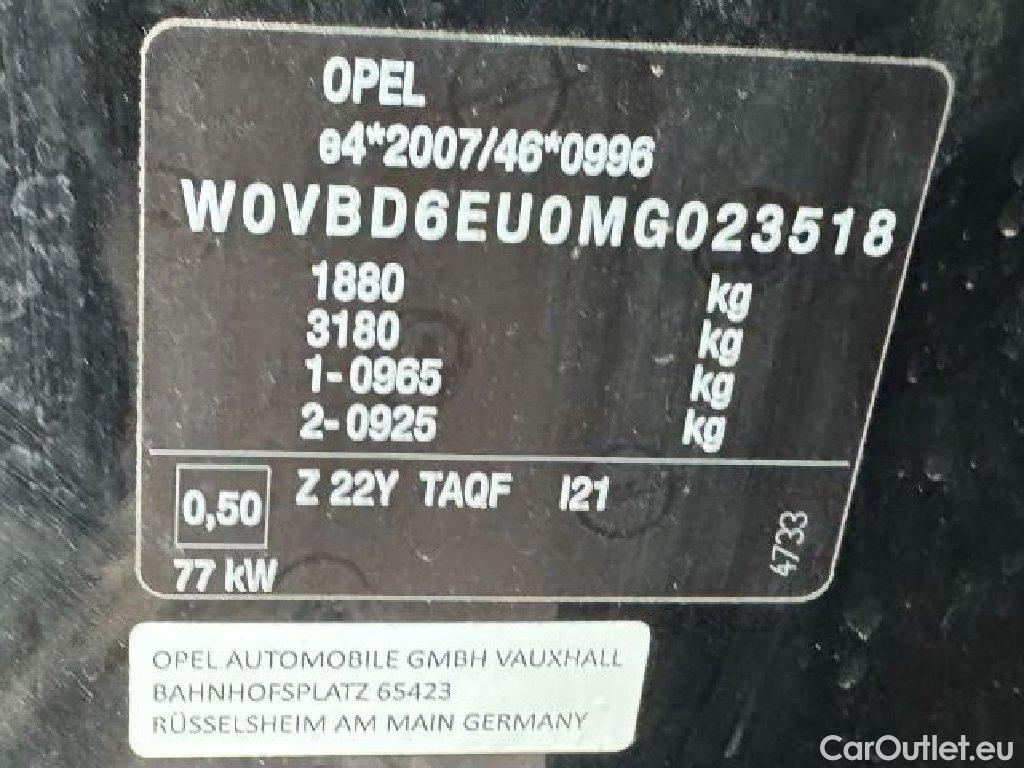 OPEL
e4*2007/46*0996
W0VBD6EU0MG023518
1880 kg
3180 kg
1-0965 kg
2-0925 kg
0,50 Z 22Y TAQF I21
77 kW
4733
OPEL AUTOMOBILE GMBH VAUXHALL
BAHNHOFSPLATZ 65423
RÜSSELSHEIM AM MAIN GERMANY
CarOutlet.eu